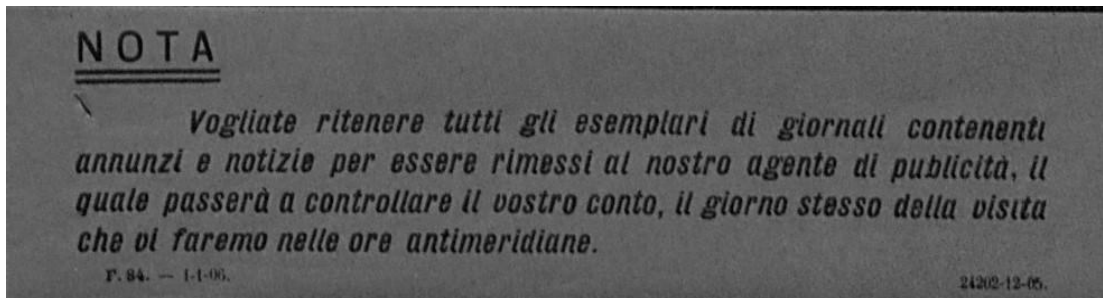 NOTA
Vogliate ritenere tutti gli esemplari di giornali contenenti
annunzi e notizie per essere rimessi al nostro agente di publicità, il
quale passerà a controllare il vostro conto, il giorno stesso della visita
che vi faremo nelle ore antimeridiane.
F. 84. — 1-1-06. 24202-12-05.